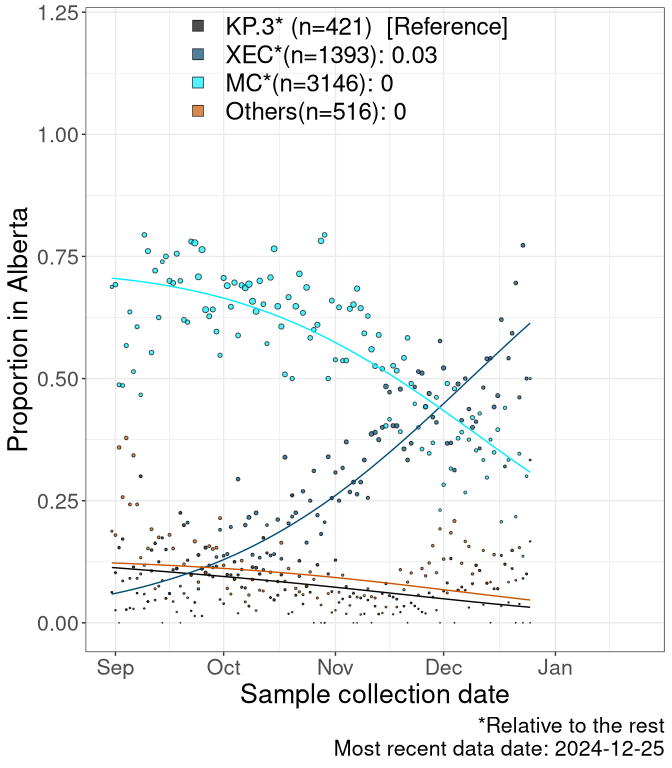 KP.3* (n=421)  [Reference]
XEC*(n=1393): 0.03
MC*(n=3146): 0
Others(n=516): 0
1.25
1.00
0.75
0.50
0.25
0.00
Proportion in Alberta
Sep Oct Nov Dec Jan
Sample collection date
*Relative to the rest
Most recent data date: 2024-12-25